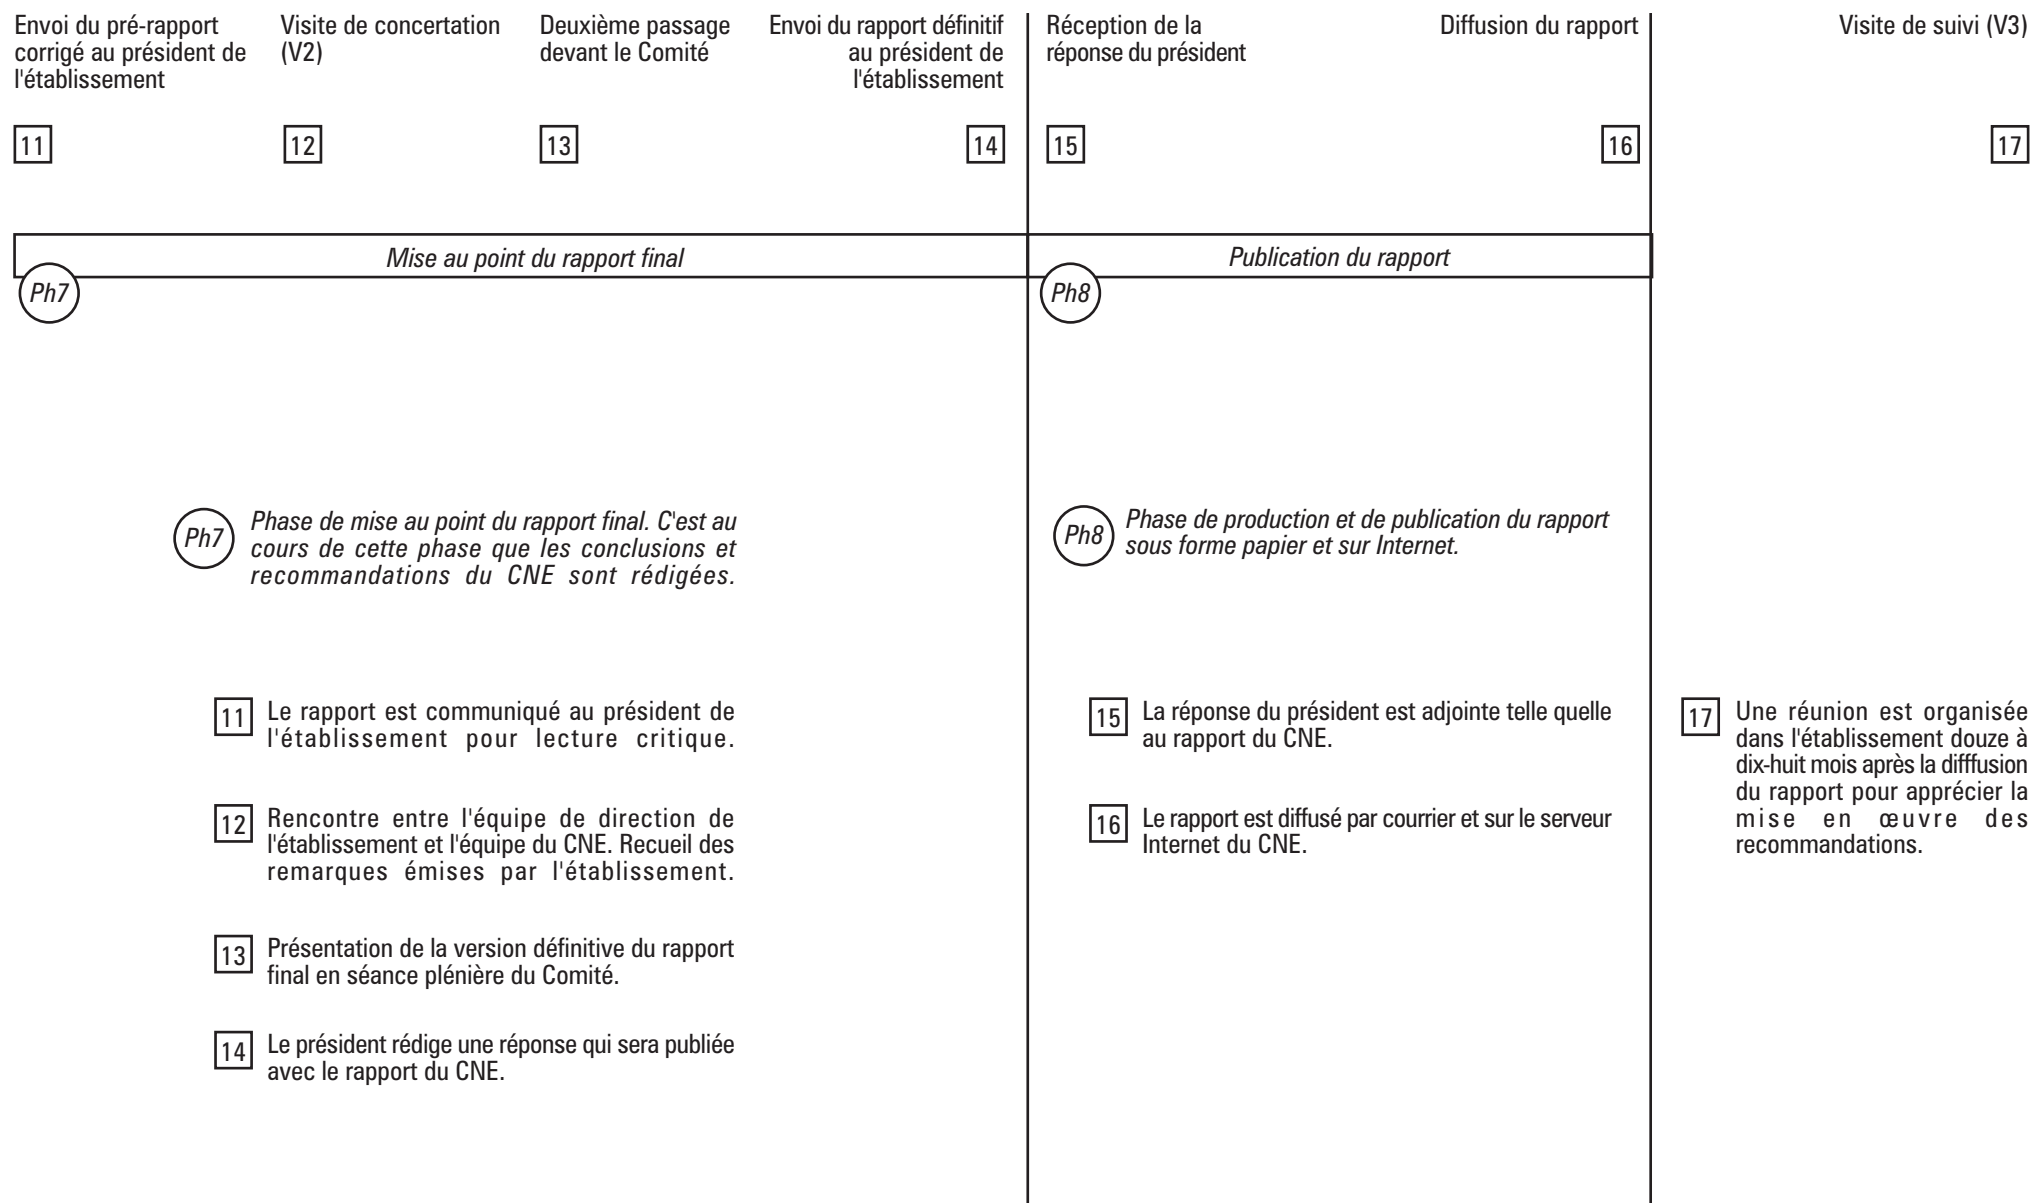 Envoi du pré-rapport
corrigé au président de
l'établissement
Visite de concertation
(V2)
Deuxième passage
devant le Comité
Envoi du rapport définitif
au président de
l'établissement
Réception de la
réponse du président
Diffusion du rapport
Visite de suivi (V3)
11
12
13
14
15
16
17
Mise au point du rapport final
Publication du rapport
Ph7
Ph8
Ph7
Phase de mise au point du rapport final. C'est au
cours de cette phase que les conclusions et
recommandations du CNE sont rédigées.
Ph8
Phase de production et de publication du rapport
sous forme papier et sur Internet.
11
Le rapport est communiqué au président de
l'établissement pour lecture critique.
12
Rencontre entre l'équipe de direction de
l'établissement et l'équipe du CNE. Recueil des
remarques émises par l'établissement.
13
Présentation de la version définitive du rapport
final en séance plénière du Comité.
14
Le président rédige une réponse qui sera publiée
avec le rapport du CNE.
15
La réponse du président est adjointe telle quelle
au rapport du CNE.
16
Le rapport est diffusé par courrier et sur le serveur
Internet du CNE.
17
Une réunion est organisée
dans l'établissement douze à
dix-huit mois après la difffusion
du rapport pour apprécier la
mise en œuvre des
recommandations.